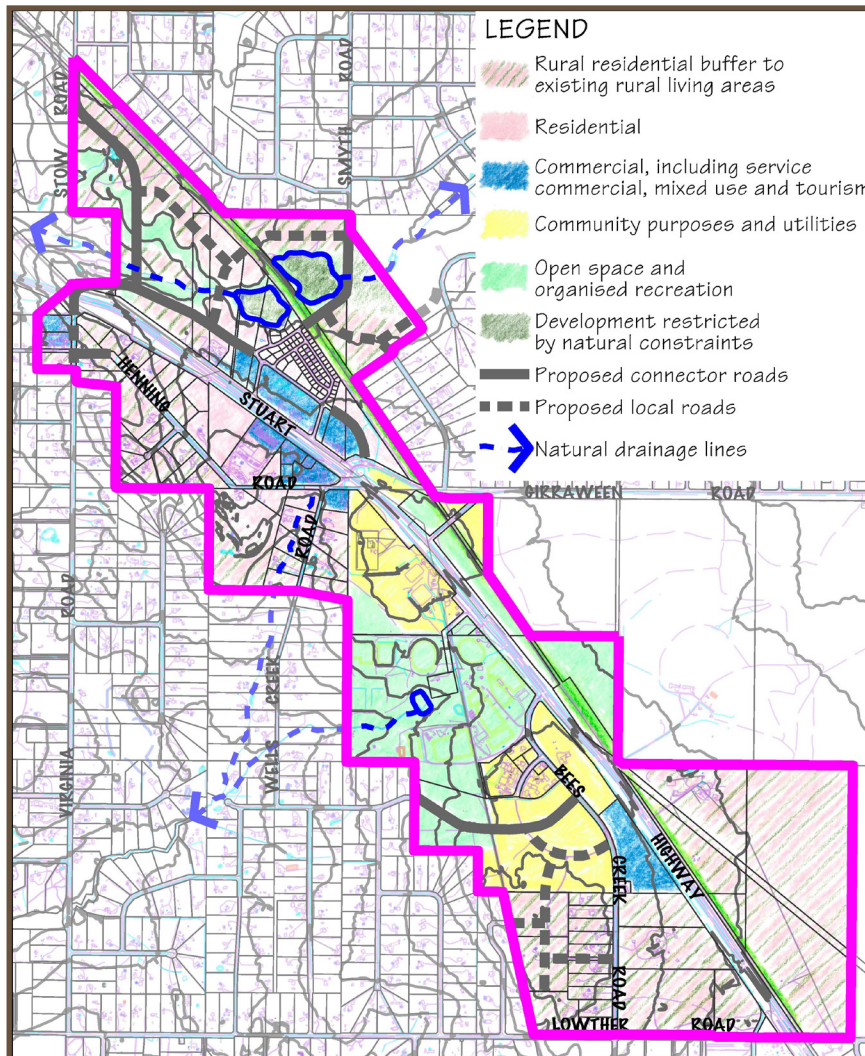 LEGEND
Rural residential buffer to
existing rural living areas
Residential
Commercial, including service
commercial, mixed use and tourism
Community purposes and utilities
Open space and
organised recreation
Development restricted
by natural constraints
Proposed connector roads
Proposed local roads
Natural drainage lines
STOW ROAD
SMYTH ROAD
HENNING
ROAD
STUART
HIGHWAY
GIRRAWEEN ROAD
VIRGINIA ROAD
WELLS CREEK ROAD
BEES CREEK ROAD
LOWTHER ROAD